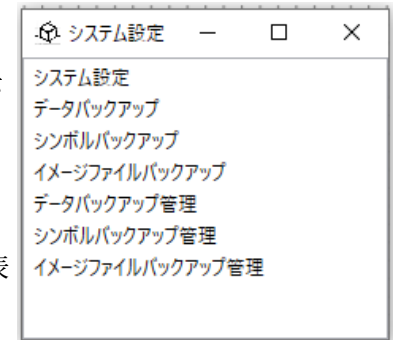 システム設定
システム設定
データバックアップ
シンボルバックアップ
イメージファイルバックアップ
データバックアップ管理
シンボルバックアップ管理
イメージファイルバックアップ管理